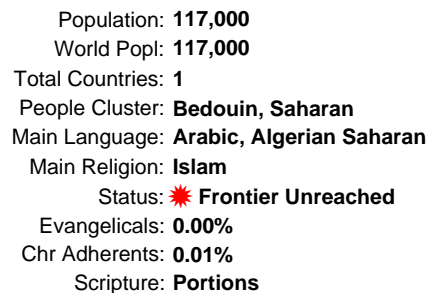 Population: 117,000
World Popl: 117,000
Total Countries: 1
People Cluster: Bedouin, Saharan
Main Language: Arabic, Algerian Saharan
Main Religion: Islam
Status: Frontier Unreached
Evangelicals: 0.00%
Chr Adherents: 0.01%
Scripture: Portions